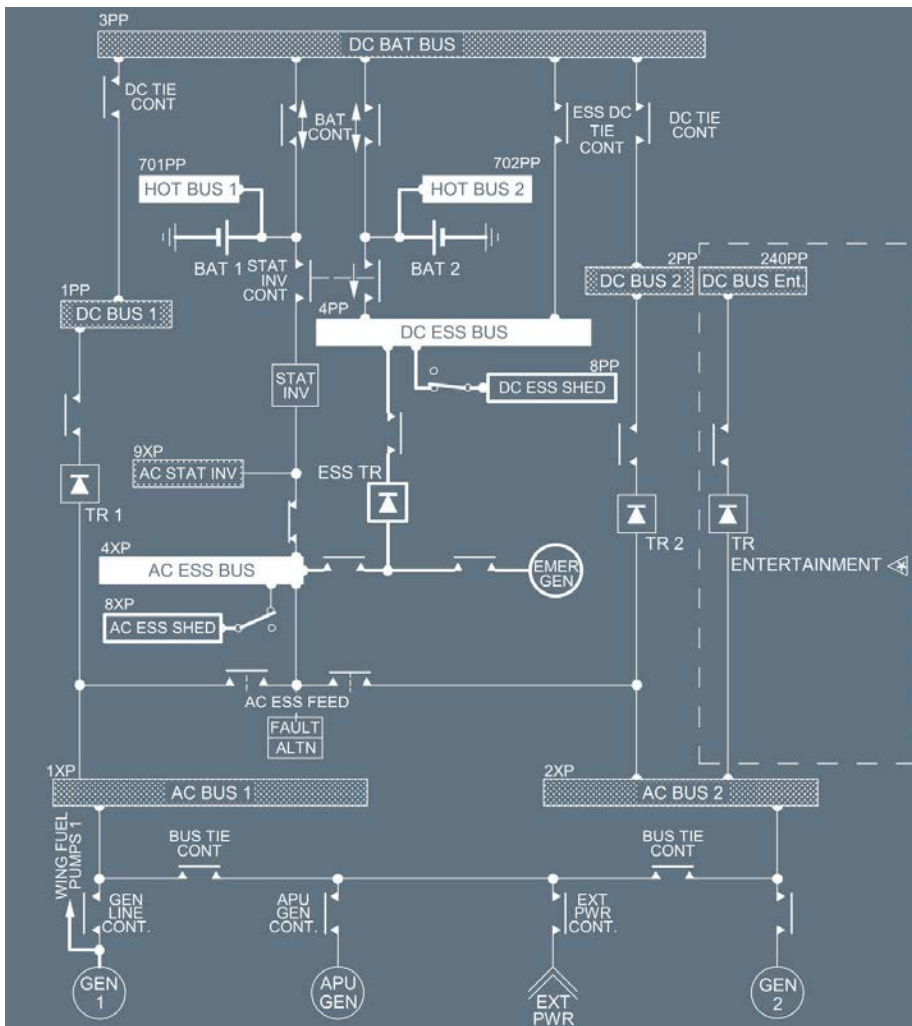 3PP
DC BAT BUS
DC TIE
CONT
BAT
CONT
ESS DC
TIE
CONT
DC TIE
CONT
701PP
HOT BUS 1
702PP
HOT BUS 2
BAT 1
STAT
INV
CONT
BAT 2
1PP
DC BUS 1
4PP
DC ESS BUS
2PP
DC BUS 2
240PP
DC BUS Ent.
STAT
INV
8PP
DC ESS SHED
9XP
AC STAT INV
ESS TR
TR 1
TR 2
TR
ENTERTAINMENT
4XP
AC ESS BUS
EMER
GEN
8XP
AC ESS SHED
AC ESS FEED
FAULT
ALTN
1XP
AC BUS 1
2XP
AC BUS 2
WING FUEL
PUMPS 1
BUS TIE
CONT
BUS TIE
CONT
GEN
LINE
CONT.
APU
GEN
CONT.
EXT
PWR
CONT.
GEN
1
APU
GEN
EXT
PWR
GEN
2